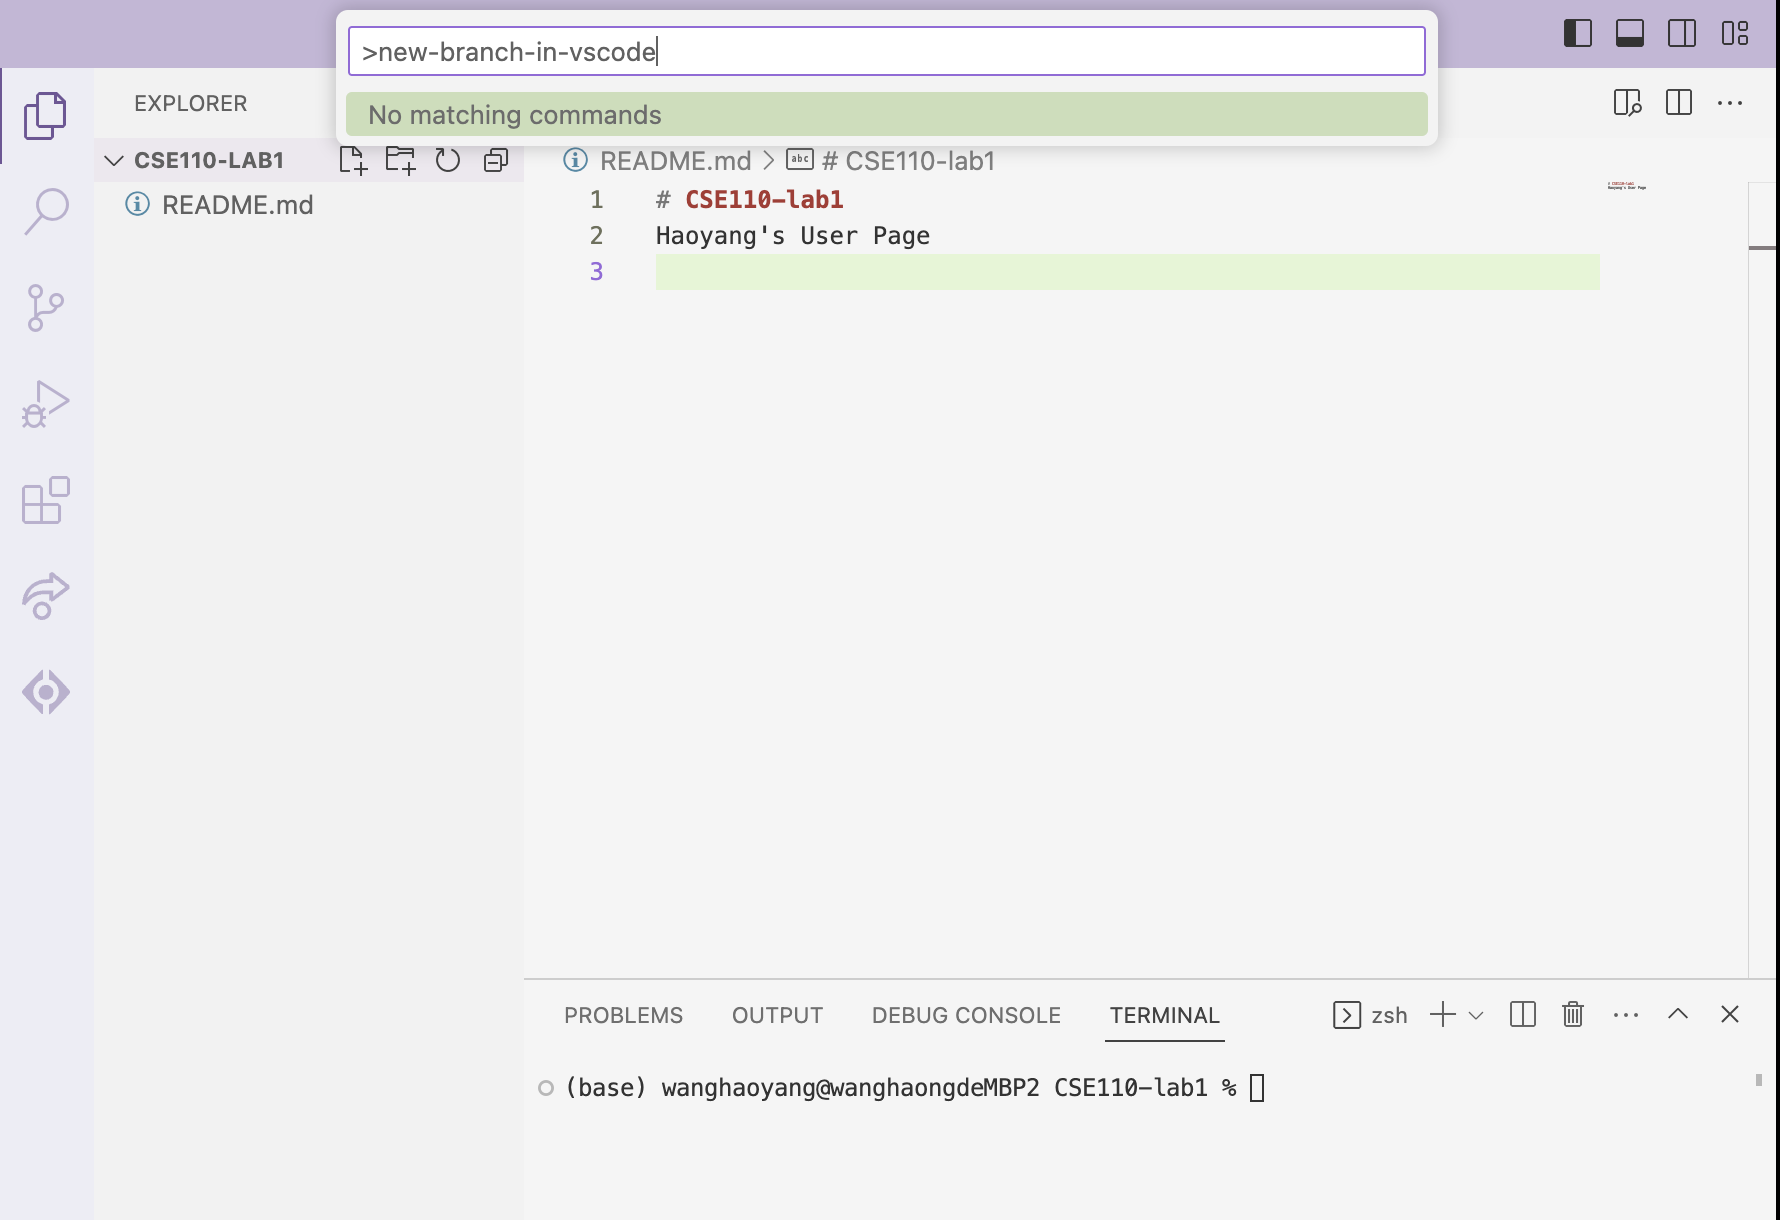 >new-branch-in-vscode
No matching commands
EXPLORER
CSE110-LAB1
README.md
README.md > # CSE110-lab1
1 # CSE110-lab1
2 Haoyang's User Page
3
PROBLEMS OUTPUT DEBUG CONSOLE TERMINAL zsh
(base) wanghaoyang@wanghaongdeMBP2 CSE110-lab1 %